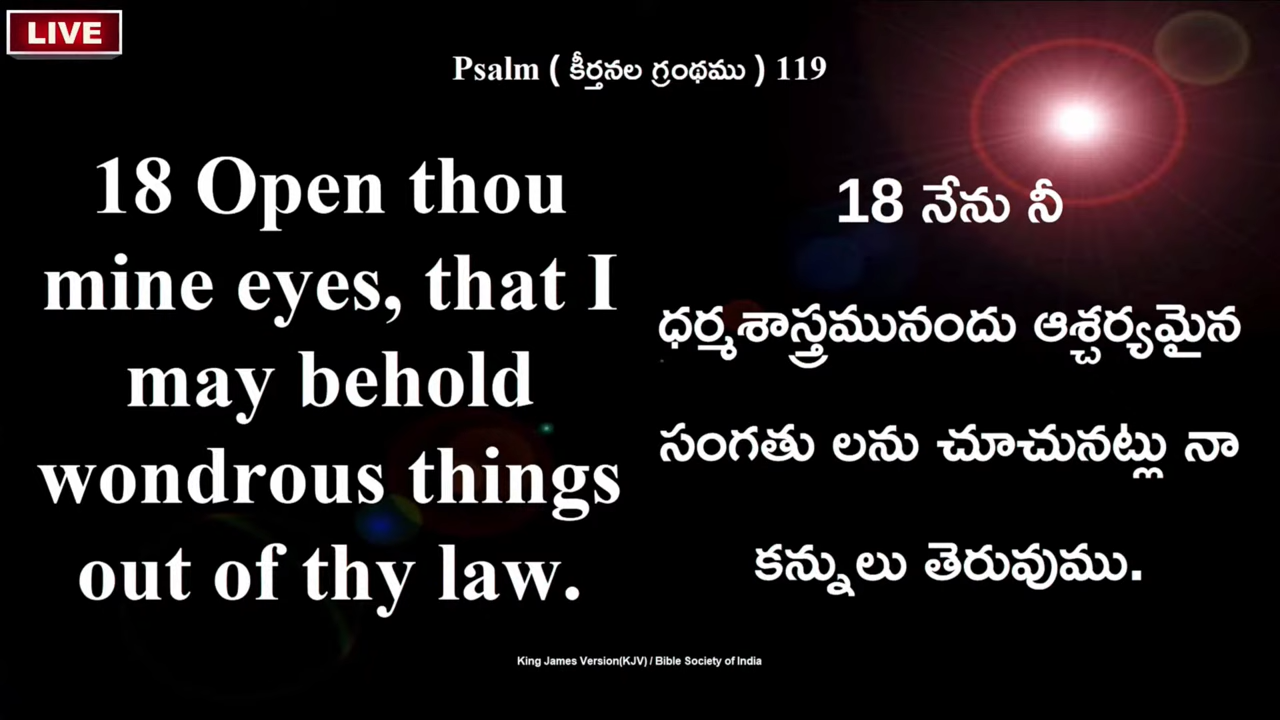 LIVE
Psalm ( కీర్తనల గ్రంథము ) 119
18 Open thou
mine eyes, that I
may behold
wondrous things
out of thy law.
18 నేను నీ
ధర్మశాస్త్రమునందు ఆశ్చర్యమైన
సంగతు లను చూచునట్లు నా
కన్నులు తెరువుము.
King James Version(KJV) / Bible Society of India